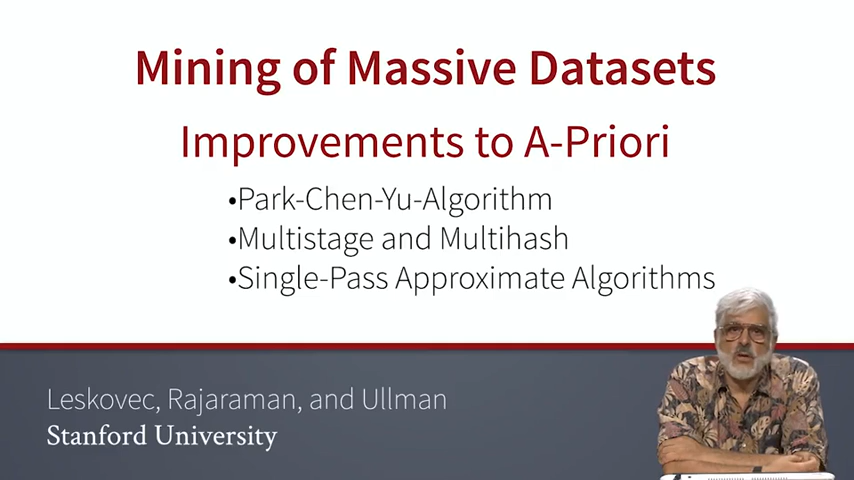 Mining of Massive Datasets
Improvements to A-Priori
•Park-Chen-Yu-Algorithm
•Multistage and Multihash
•Single-Pass Approximate Algorithms
Leskovec, Rajaraman, and Ullman
Stanford University